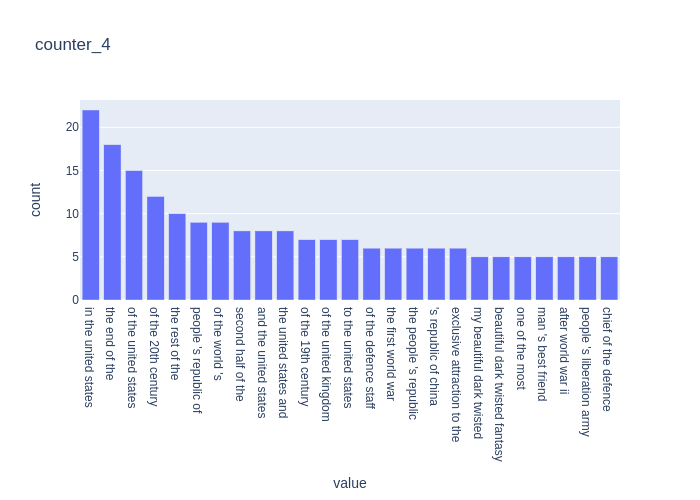 counter_4
count
20
15
10
5
0
in the united states
the end of the
of the united states
of the 20th century
the rest of the
people 's republic of
of the world 's
second half of the
and the united states
the united states and
of the 19th century
of the united kingdom
to the united states
of the defence staff
the first world war
the people 's republic
's republic of china
exclusive attraction to the
my beautiful dark twisted
beautiful dark twisted fantasy
one of the most
man 's best friend
after world war ii
people 's liberation army
chief of the defence
value